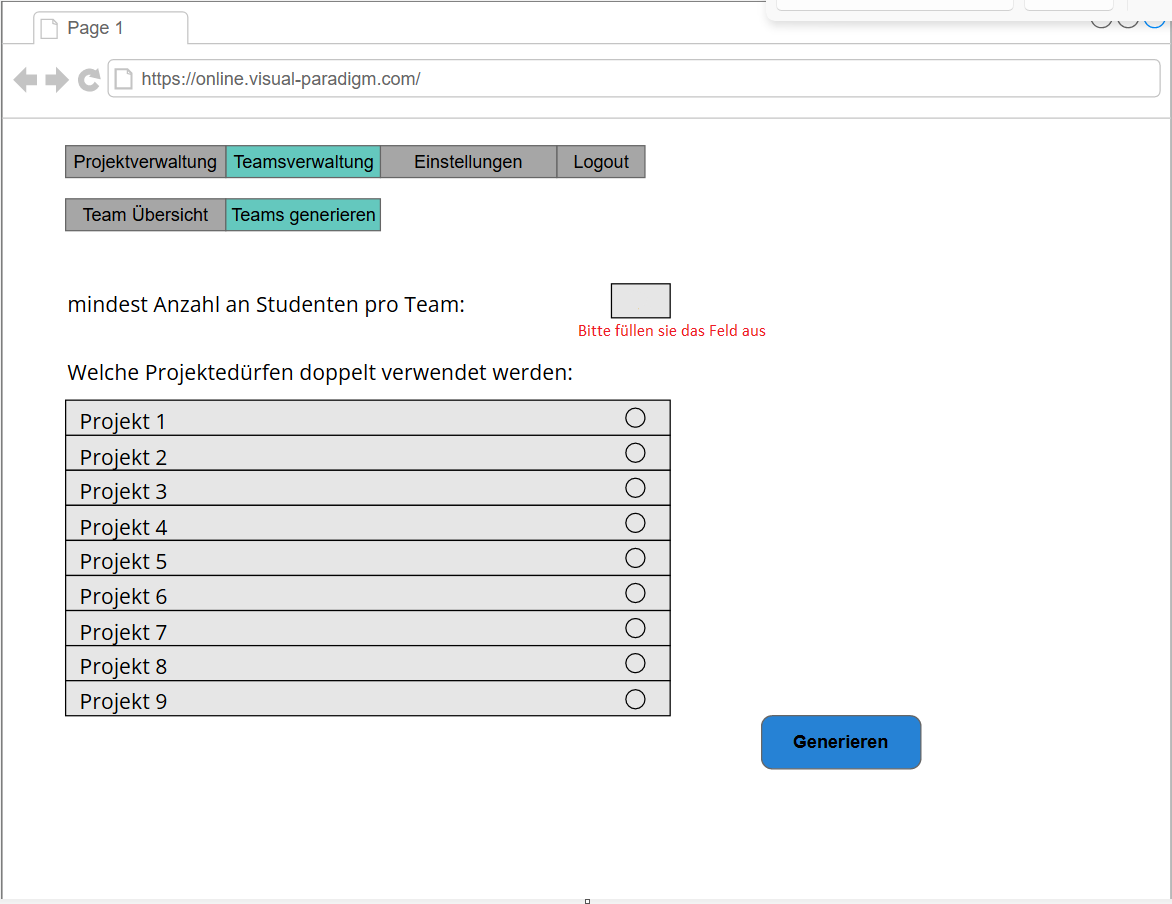 Page 1
https://online.visual-paradigm.com/
Projektverwaltung Teamsverwaltung Einstellungen Logout
Team Übersicht Teams generieren
mindest Anzahl an Studenten pro Team:
Bitte füllen sie das Feld aus
Welche Projektedürfen doppelt verwendet werden:
Projekt 1
Projekt 2
Projekt 3
Projekt 4
Projekt 5
Projekt 6
Projekt 7
Projekt 8
Projekt 9
Generieren